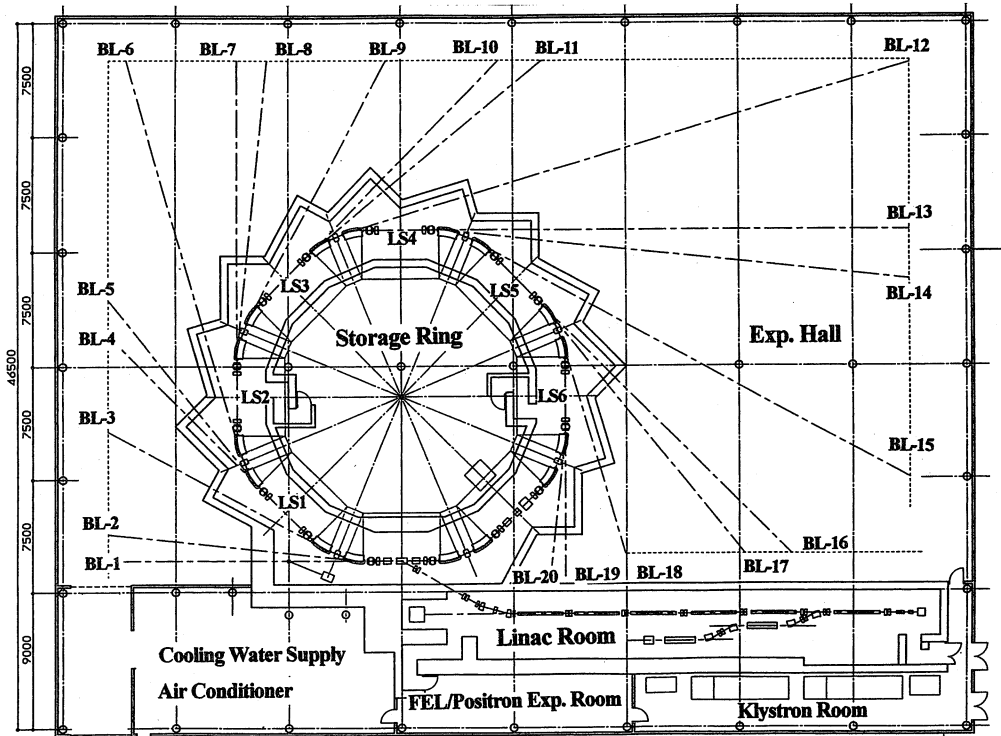 BL-6
BL-7
BL-8
BL-9
BL-10
BL-11
BL-12
7500
7500
BL-13
LS4
BL-5
LS3
LS5
BL-14
7500
BL-4
Storage Ring
Exp. Hall
46500
LS2
LS6
BL-3
7500
BL-15
LS1
BL-2
7500
BL-16
BL-1
BL-20
BL-19
BL-18
BL-17
Linac Room
9000
Cooling Water Supply
Air Conditioner
FEL/Positron Exp. Room
Klystron Room